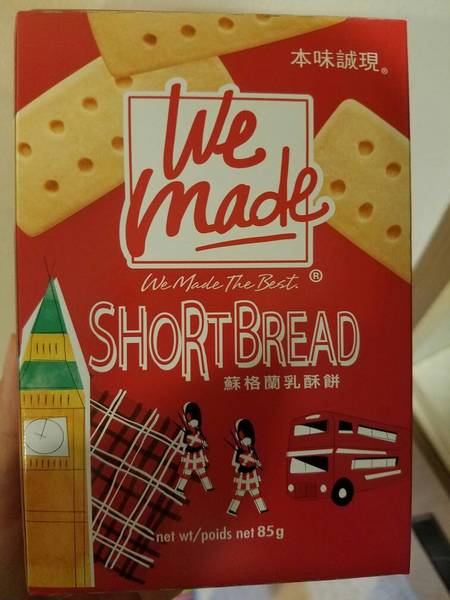 本味誠現®
We
made
We Made The Best. ®
SHORTBREAD
蘇格蘭乳酥餅
net wt/poids net 85g